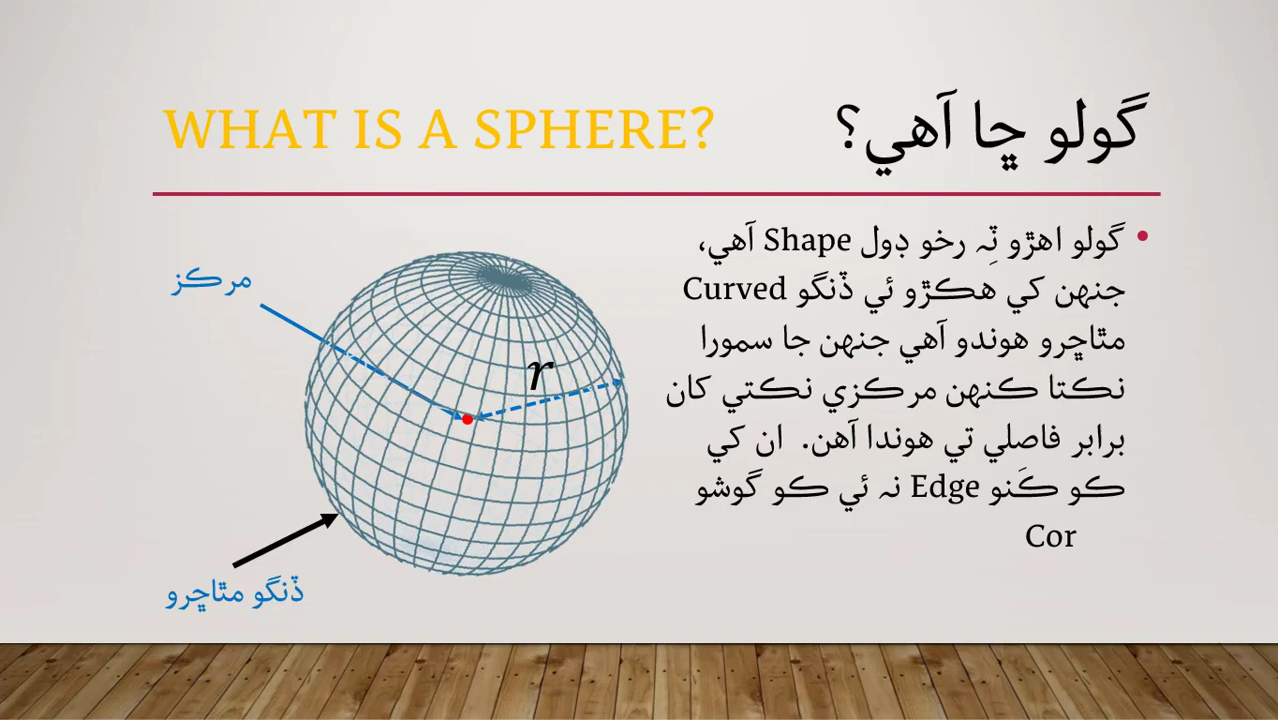 WHAT IS A SPHERE?
گولو ڇا آهي؟
گولو اهڙو ٽِہ رخو ڊول Shape آهي،
جنهن کي هڪڙو ئي ڏنگو Curved
مٿاڇرو هوندو آهي جنهن جا سمورا
نڪتا ڪنهن مرڪزي نڪتي کان
برابر فاصلي تي هوندا آهن. ان کي
ڪو ڪَنو Edge نہ ئي ڪو گوشو
Cor
مرڪز
r
ڏنگو مٿاڇرو